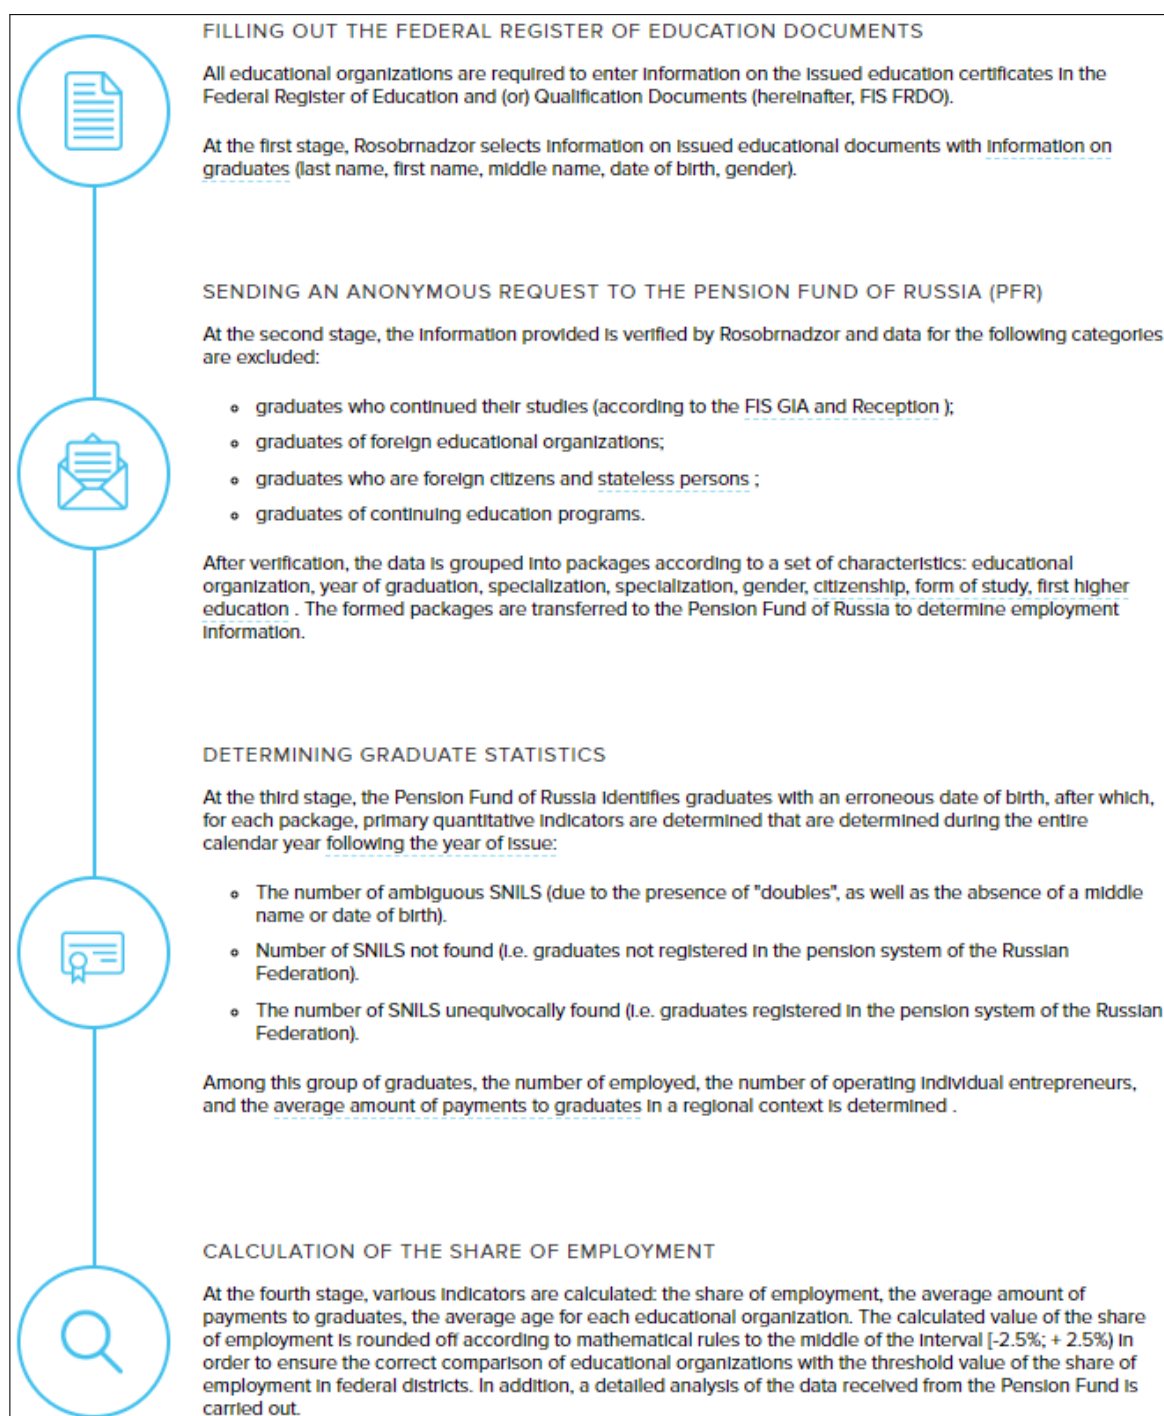 FILLING OUT THE FEDERAL REGISTER OF EDUCATION DOCUMENTS
All educational organizations are required to enter information on the issued education certificates in the
Federal Register of Education and (or) Qualification Documents (hereinafter, FIS FRDO).
At the first stage, Rosobrnadzor selects information on issued educational documents with information on
graduates (last name, first name, middle name, date of birth, gender).
SENDING AN ANONYMOUS REQUEST TO THE PENSION FUND OF RUSSIA (PFR)
At the second stage, the information provided is verified by Rosobrnadzor and data for the following categories
are excluded:
graduates who continued their studies (according to the FIS GIA and Reception );
graduates of foreign educational organizations;
graduates who are foreign citizens and stateless persons ;
graduates of continuing education programs.
After verification, the data is grouped into packages according to a set of characteristics: educational
organization, year of graduation, specialization, specialization, gender, citizenship, form of study, first higher
education . The formed packages are transferred to the Pension Fund of Russia to determine employment
information.
DETERMINING GRADUATE STATISTICS
At the third stage, the Pension Fund of Russia identifies graduates with an erroneous date of birth, after which,
for each package, primary quantitative indicators are determined that are determined during the entire
calendar year following the year of issue:
The number of ambiguous SNILS (due to the presence of "doubles", as well as the absence of a middle
name or date of birth).
Number of SNILS not found (i.e. graduates not registered in the pension system of the Russian
Federation).
The number of SNILS unequivocally found (i.e. graduates registered in the pension system of the Russian
Federation).
Among this group of graduates, the number of employed, the number of operating individual entrepreneurs,
and the average amount of payments to graduates in a regional context is determined .
CALCULATION OF THE SHARE OF EMPLOYMENT
At the fourth stage, various indicators are calculated: the share of employment, the average amount of
payments to graduates, the average age for each educational organization. The calculated value of the share
of employment is rounded off according to mathematical rules to the middle of the interval [-2.5%; + 2.5%) in
order to ensure the correct comparison of educational organizations with the threshold value of the share of
employment in federal districts. In addition, a detailed analysis of the data received from the Pension Fund is
carried out.